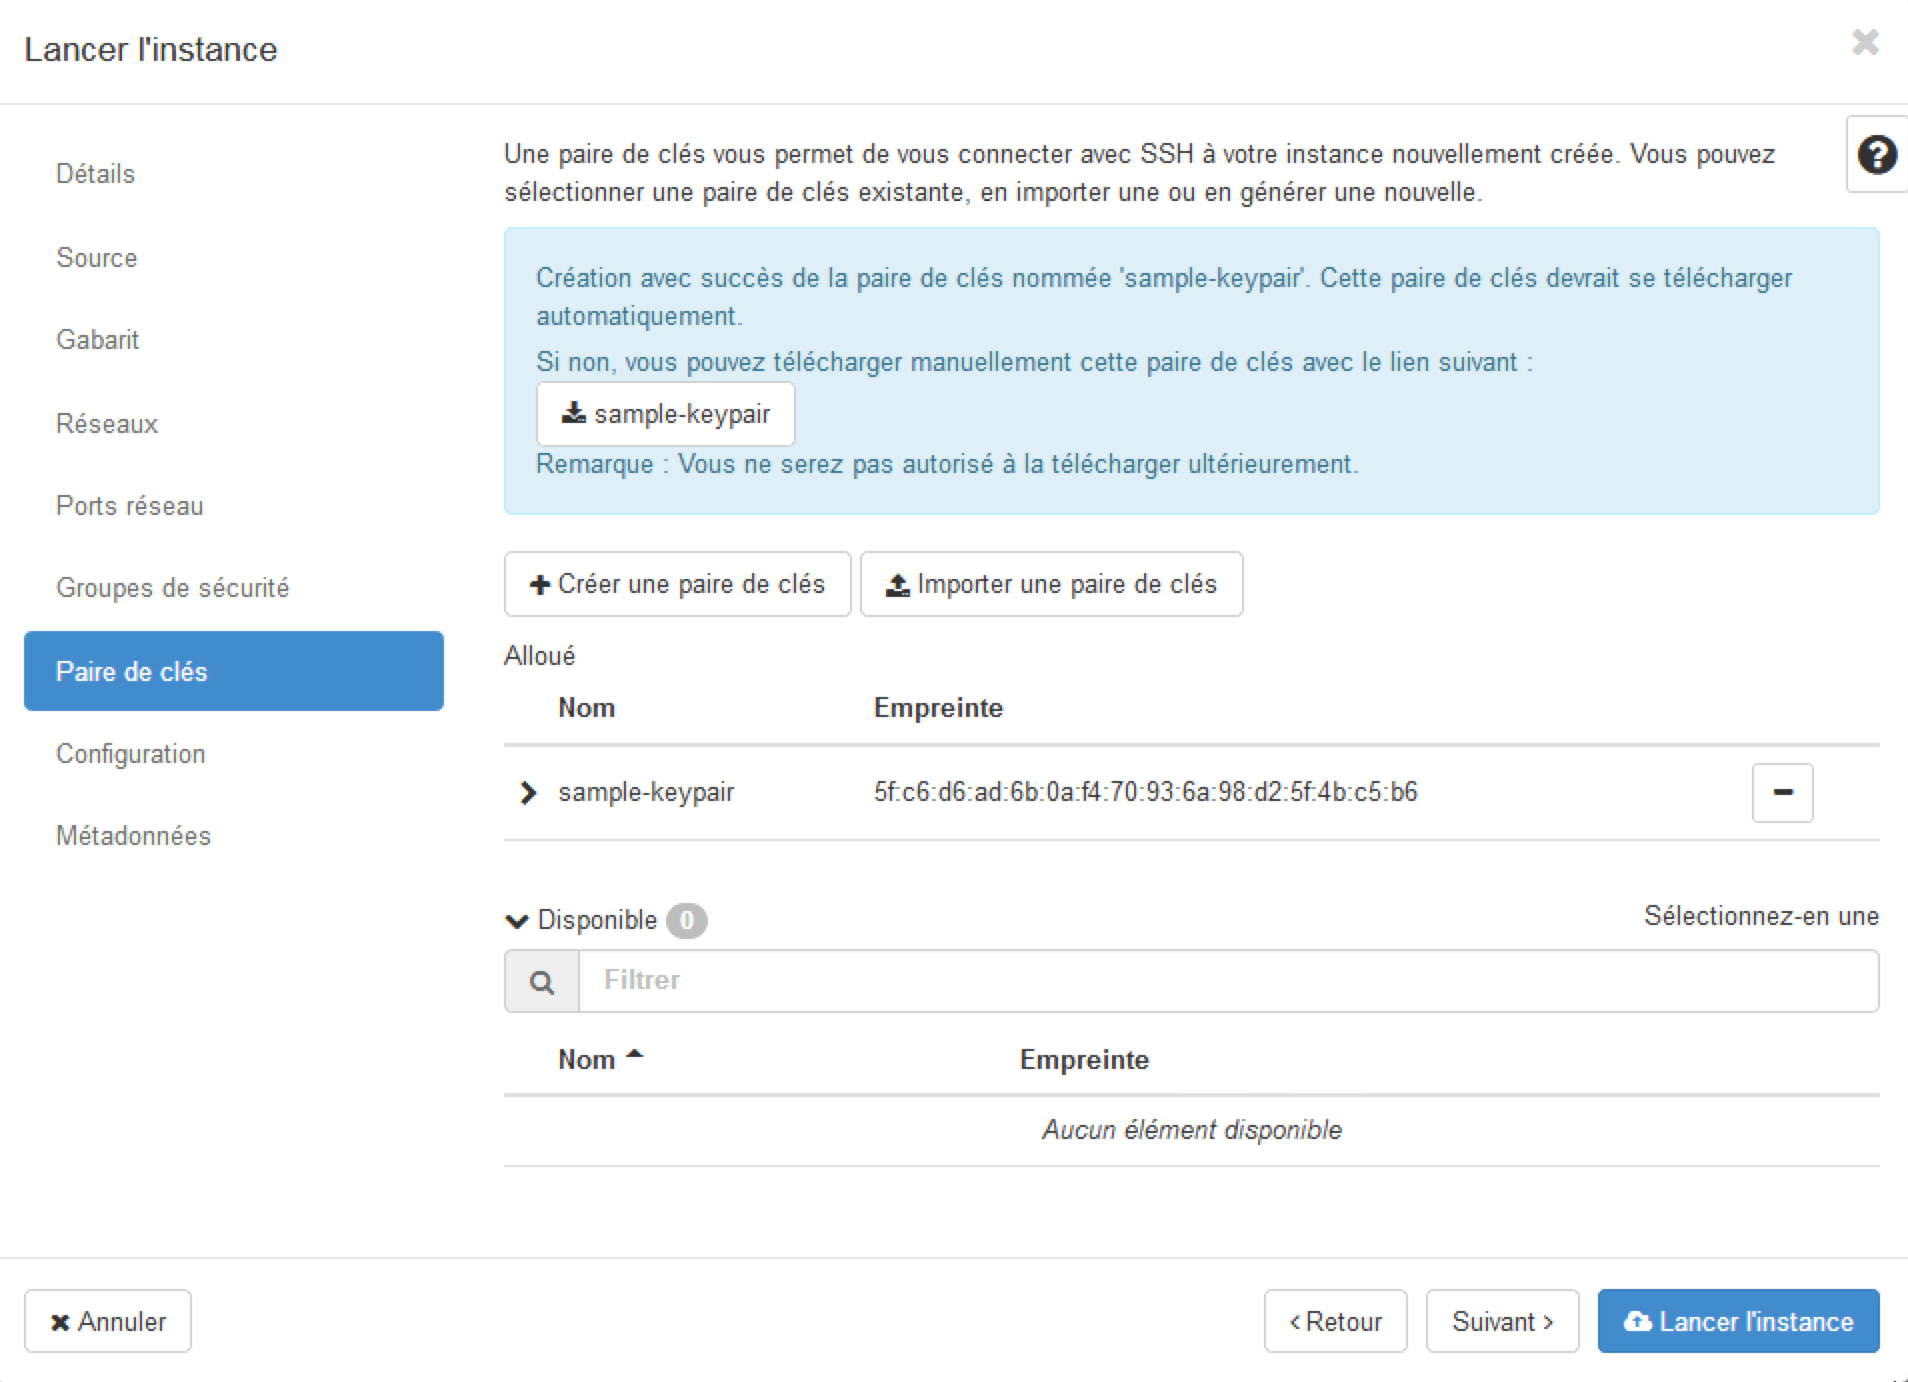 Lancer l'instance
Détails
Source
Gabarit
Réseaux
Ports réseau
Groupes de sécurité
Paire de clés
Configuration
Métadonnées
Une paire de clés vous permet de vous connecter avec SSH à votre instance nouvellement créée. Vous pouvez
sélectionner une paire de clés existante, en importer une ou en générer une nouvelle.
Création avec succès de la paire de clés nommée 'sample-keypair'. Cette paire de clés devrait se télécharger
automatiquement.
Si non, vous pouvez télécharger manuellement cette paire de clés avec le lien suivant :
sample-keypair
Remarque : Vous ne serez pas autorisé à la télécharger ultérieurement.
Créer une paire de clés
Importer une paire de clés
Alloué
Nom Empreinte
sample-keypair 5f:c6:d6:ad:6b:0a:f4:70:93:6a:98:d2:5f:4b:c5:b6
Disponible 0 Sélectionnez-en une
Filtrer
Nom Empreinte
Aucun élément disponible
Annuler
< Retour
Suivant >
Lancer l'instance